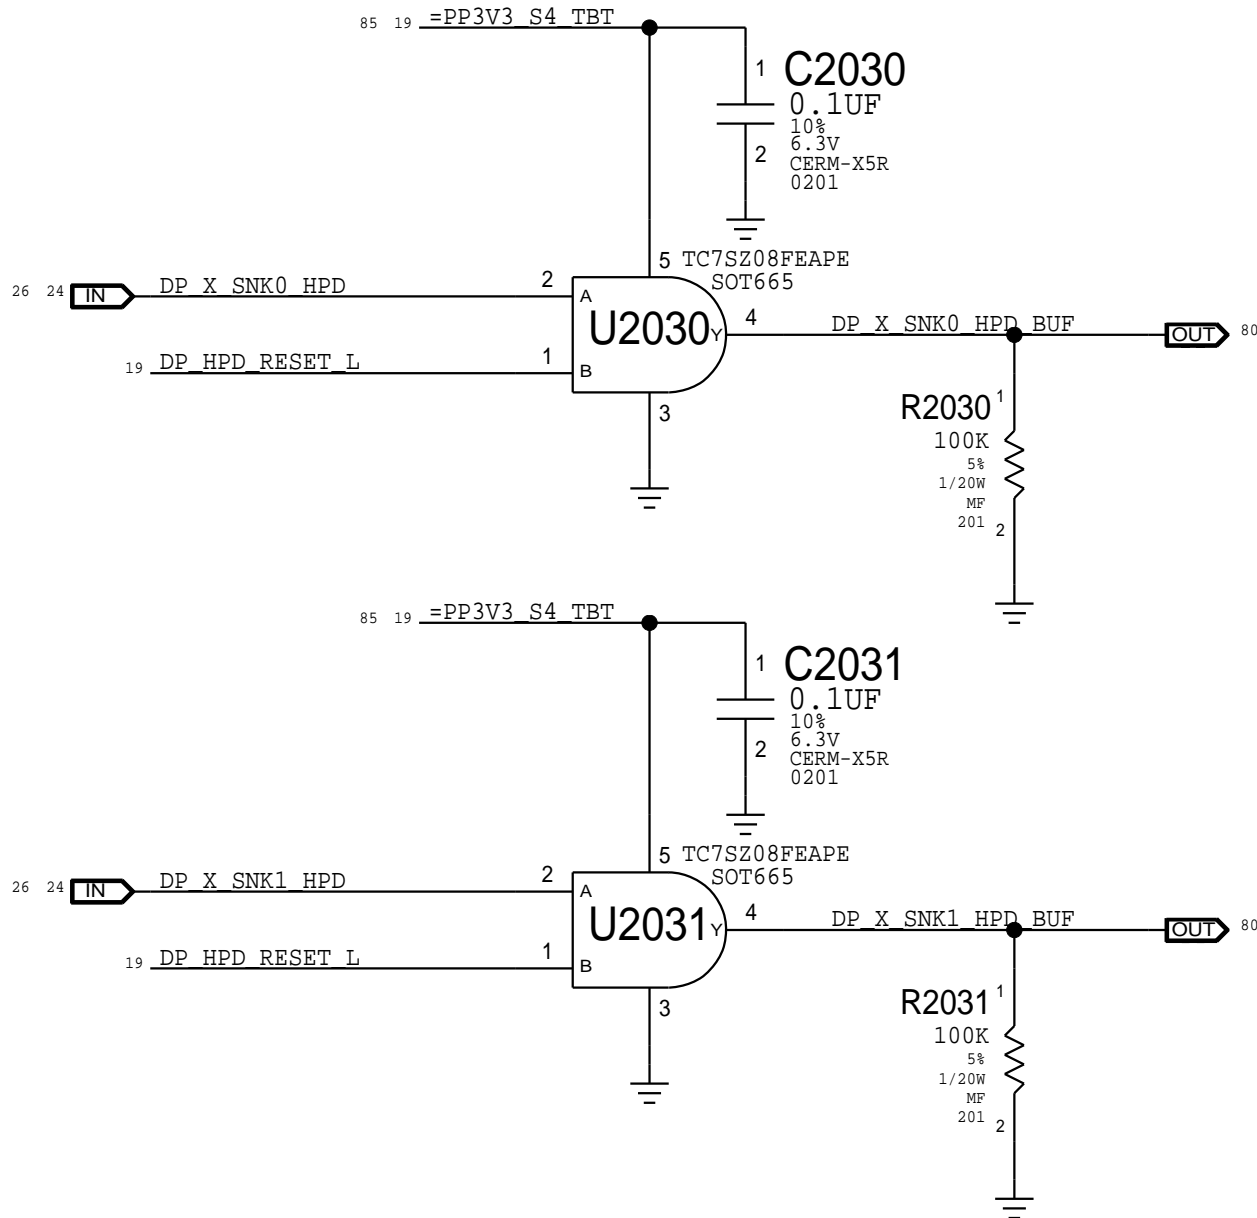 85 19 =PP3V3_S4_TBT
1 C2030
0.1UF
10%
6.3V
2 CERM-X5R
0201
5 TC7SZ08FEAPE
SOT665
26 24 IN DP_X_SNK0_HPD 2 A
U2030 Y 4 DP_X_SNK0_HPD_BUF OUT 80
19 DP_HPD_RESET_L 1 B
3
R2030 1
100K
5%
1/20W
MF
201 2
85 19 =PP3V3_S4_TBT
1 C2031
0.1UF
10%
6.3V
2 CERM-X5R
0201
5 TC7SZ08FEAPE
SOT665
26 24 IN DP_X_SNK1_HPD 2 A
U2031 Y 4 DP_X_SNK1_HPD_BUF OUT 80
19 DP_HPD_RESET_L 1 B
3
R2031 1
100K
5%
1/20W
MF
201 2